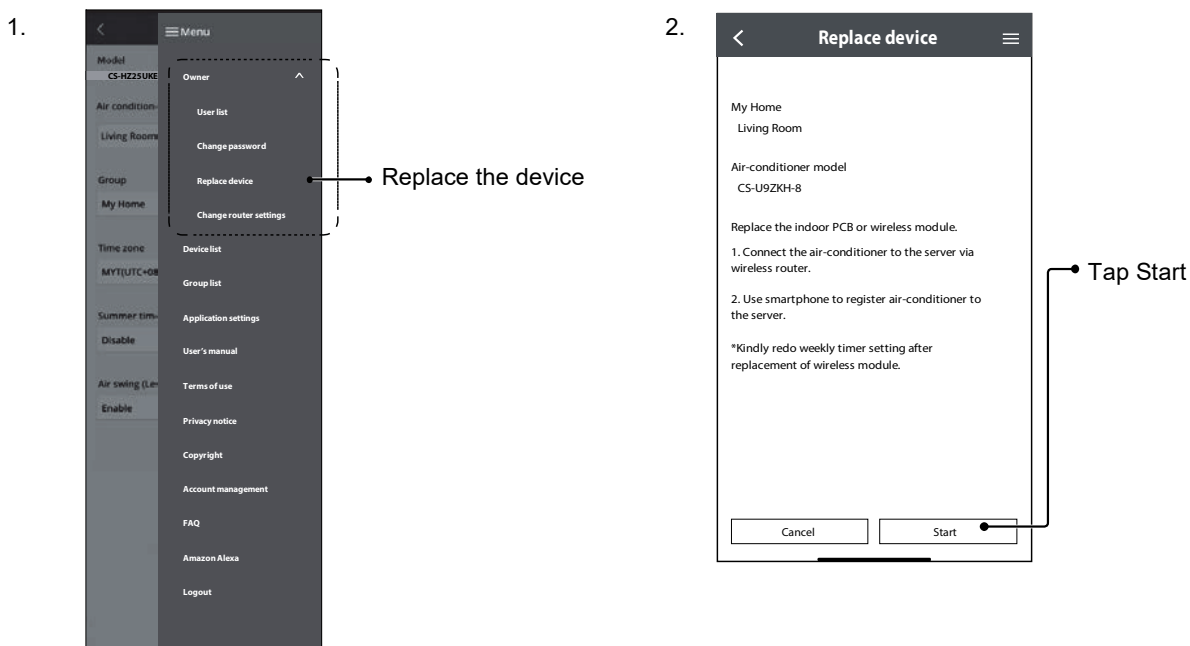 1.
Menu
Model
CS-HZ25UKE
Owner
Air condition-
User list
Living Room
Change password
Group
Replace device
Replace the device
My Home
Change router settings
Time zone
Device list
MYT(UTC+08
Group list
Summer tim-
Application settings
Disable
User's manual
Air swing (Le-
Terms of use
Enable
Privacy notice
Copyright
Account management
FAQ
Amazon Alexa
Logout
2.
Replace device
My Home
Living Room
Air-conditioner model
CS-U9ZKH-8
Replace the indoor PCB or wireless module.
1. Connect the air-conditioner to the server via
wireless router.
2. Use smartphone to register air-conditioner to
the server.
*Kindly redo weekly timer setting after
replacement of wireless module.
Tap Start
Cancel
Start